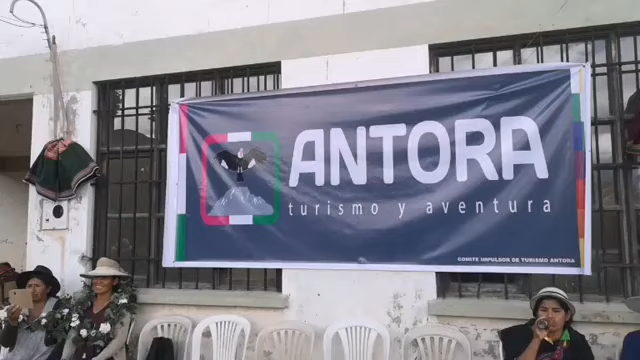 ANTORA
turismo y aventura
COMITE IMPULSOR DE TURISMO ANTORA